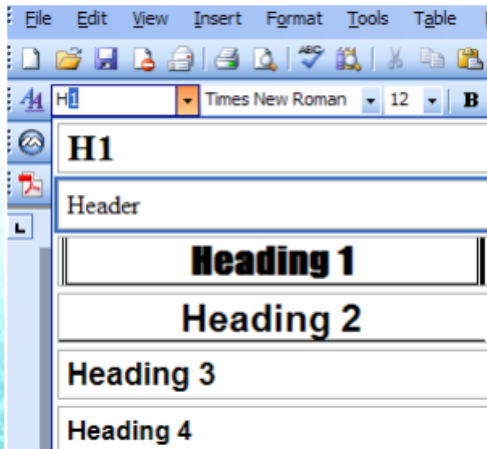 File Edit View Insert Format Tools Table
ABC
H1 Times New Roman 12 B
H1
Header
Heading 1
Heading 2
Heading 3
Heading 4